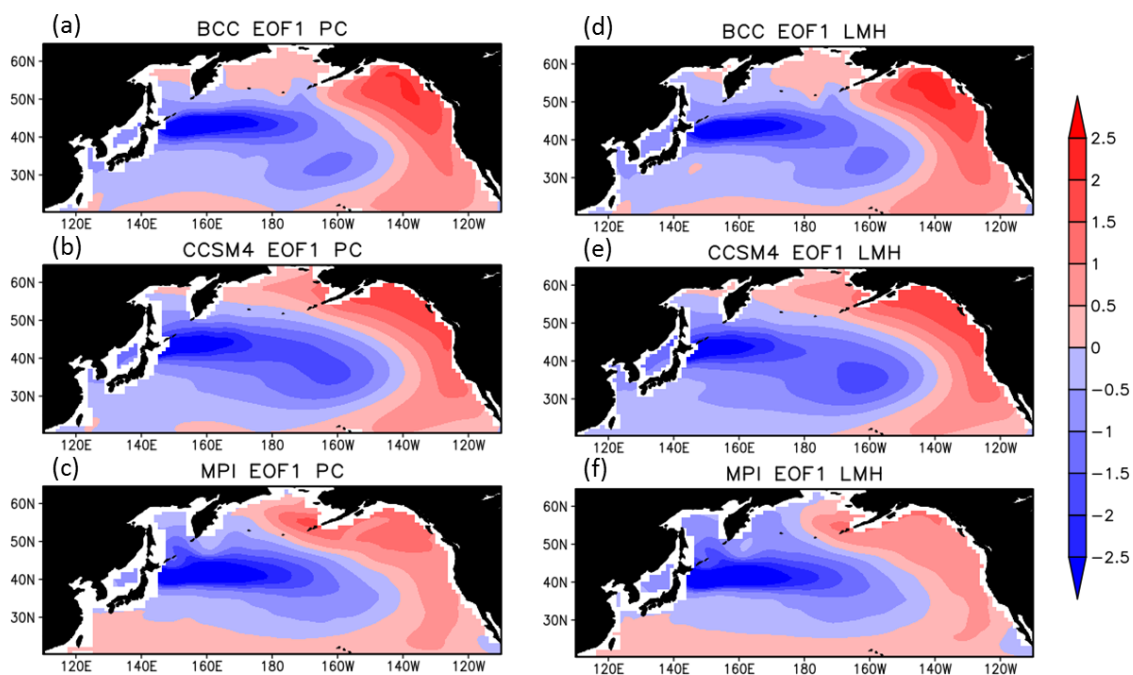 (a)
BCC EOF1 PC
60N
50N
40N
30N
120E 140E 160E 180 160W 140W 120W
(b)
CCSM4 EOF1 PC
60N
50N
40N
30N
120E 140E 160E 180 160W 140W 120W
(c)
MPI EOF1 PC
60N
50N
40N
30N
120E 140E 160E 180 160W 140W 120W
(d)
BCC EOF1 LMH
60N
50N
40N
30N
120E 140E 160E 180 160W 140W 120W
(e)
CCSM4 EOF1 LMH
60N
50N
40N
30N
120E 140E 160E 180 160W 140W 120W
(f)
MPI EOF1 LMH
60N
50N
40N
30N
120E 140E 160E 180 160W 140W 120W
2.5
2
1.5
1
0.5
0
−0.5
−1
−1.5
−2
−2.5